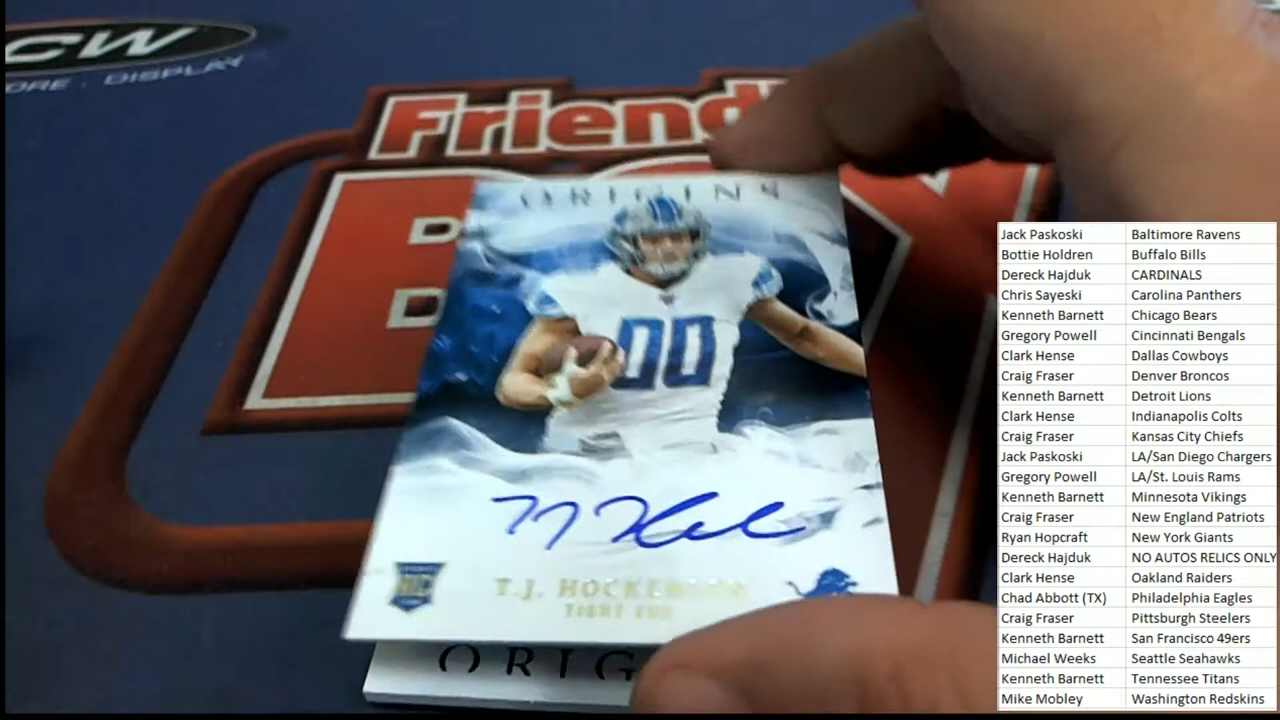 CW
ORE · DISPLAY
Friend
ORIGINS
00
RC
T.J. HOCKENSON
TIGHT END
ORIG
Jack Paskoski Baltimore Ravens
Bottie Holdren Buffalo Bills
Dereck Hajduk CARDINALS
Chris Sayeski Carolina Panthers
Kenneth Barnett Chicago Bears
Gregory Powell Cincinnati Bengals
Clark Hense Dallas Cowboys
Craig Fraser Denver Broncos
Kenneth Barnett Detroit Lions
Clark Hense Indianapolis Colts
Craig Fraser Kansas City Chiefs
Jack Paskoski LA/San Diego Chargers
Gregory Powell LA/St. Louis Rams
Kenneth Barnett Minnesota Vikings
Craig Fraser New England Patriots
Ryan Hopcraft New York Giants
Dereck Hajduk NO AUTOS RELICS ONLY
Clark Hense Oakland Raiders
Chad Abbott (TX) Philadelphia Eagles
Craig Fraser Pittsburgh Steelers
Kenneth Barnett San Francisco 49ers
Michael Weeks Seattle Seahawks
Kenneth Barnett Tennessee Titans
Mike Mobley Washington Redskins